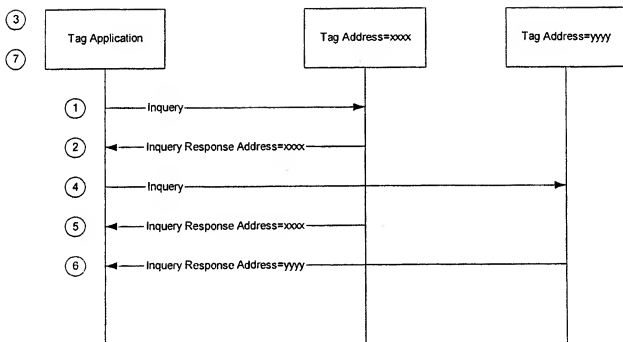 3
Tag Application
Tag Address=xxxx
Tag Address=yyyy
7
1
Inquery
2
Inquery Response Address=xxxx
4
Inquery
5
Inquery Response Address=xxxx
6
Inquery Response Address=yyyy